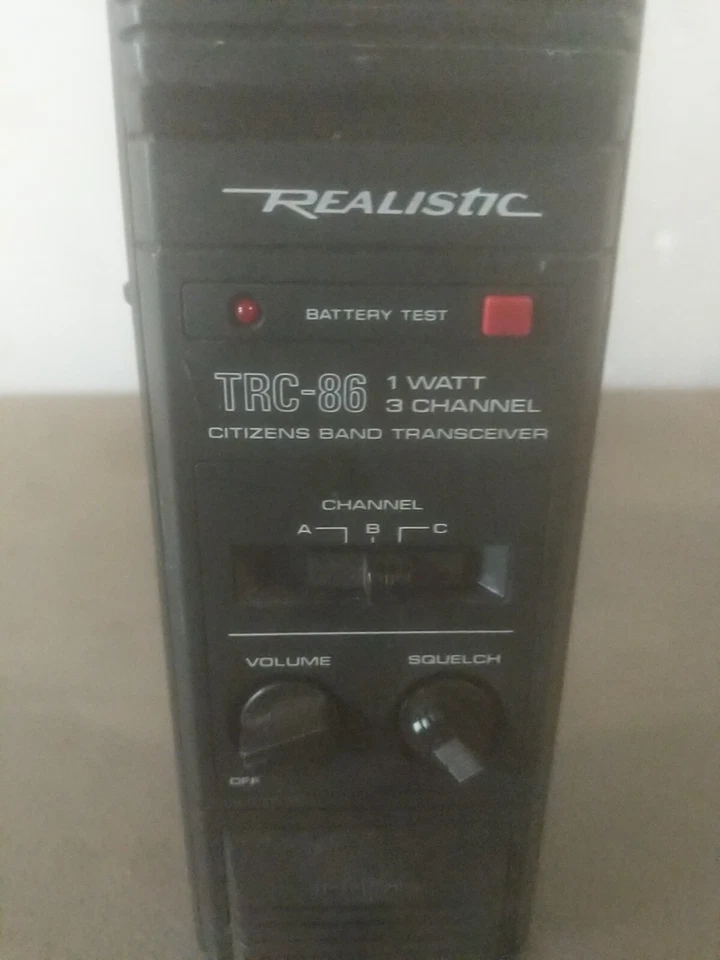 REALISTIC
BATTERY TEST
TRC-86
1 WATT
3 CHANNEL
CITIZENS BAND TRANSCEIVER
CHANNEL
A B C
VOLUME SQUELCH
OFF